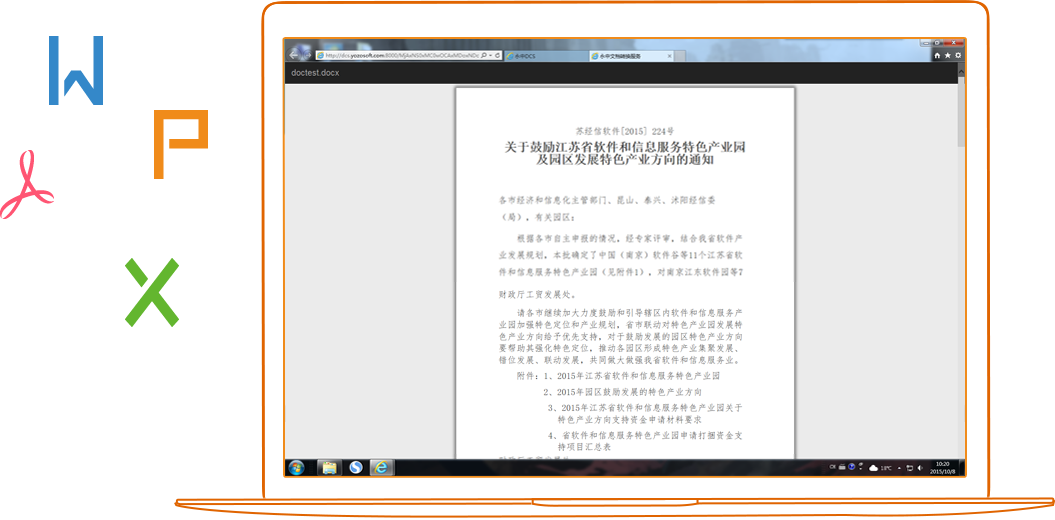 W
P
X
永中DCS
永中文档转换服务
doctest.docx
苏经信软件[2015] 224号
关于鼓励江苏省软件和信息服务特色产业园
及园区发展特色产业方向的通知
各市经济和信息化主管部门、昆山、泰兴、沭阳经信委
（局），有关园区：
根据各市自主申报的情况，经专家评审，结合我省软件产
业发展规划，本批确定了中国（南京）软件谷等11个江苏省软
件和信息服务特色产业园（见附件1），对南京江东软件园等7
财政厅工贸发展处。
请各市继续加大力度鼓励和引导辖区内软件和信息服务产
业园加强特色定位和产业规划，省市联动对特色产业园发展特
色产业方向给予优先支持，对于鼓励发展的园区特色产业方向
要帮助其强化特色定位，推动各园区形成特色产业集聚发展、
错位发展、联动发展，共同做大做强我省软件和信息服务业。
附件：1、2015年江苏省软件和信息服务特色产业园
2、2015年园区鼓励发展的特色产业方向
3、2015年江苏省软件和信息服务特色产业园关于
特色产业方向支持资金申请材料要求
4、省软件和信息服务特色产业园申请打捆资金支
持项目汇总表
CH
18℃
10:20
2015/10/8